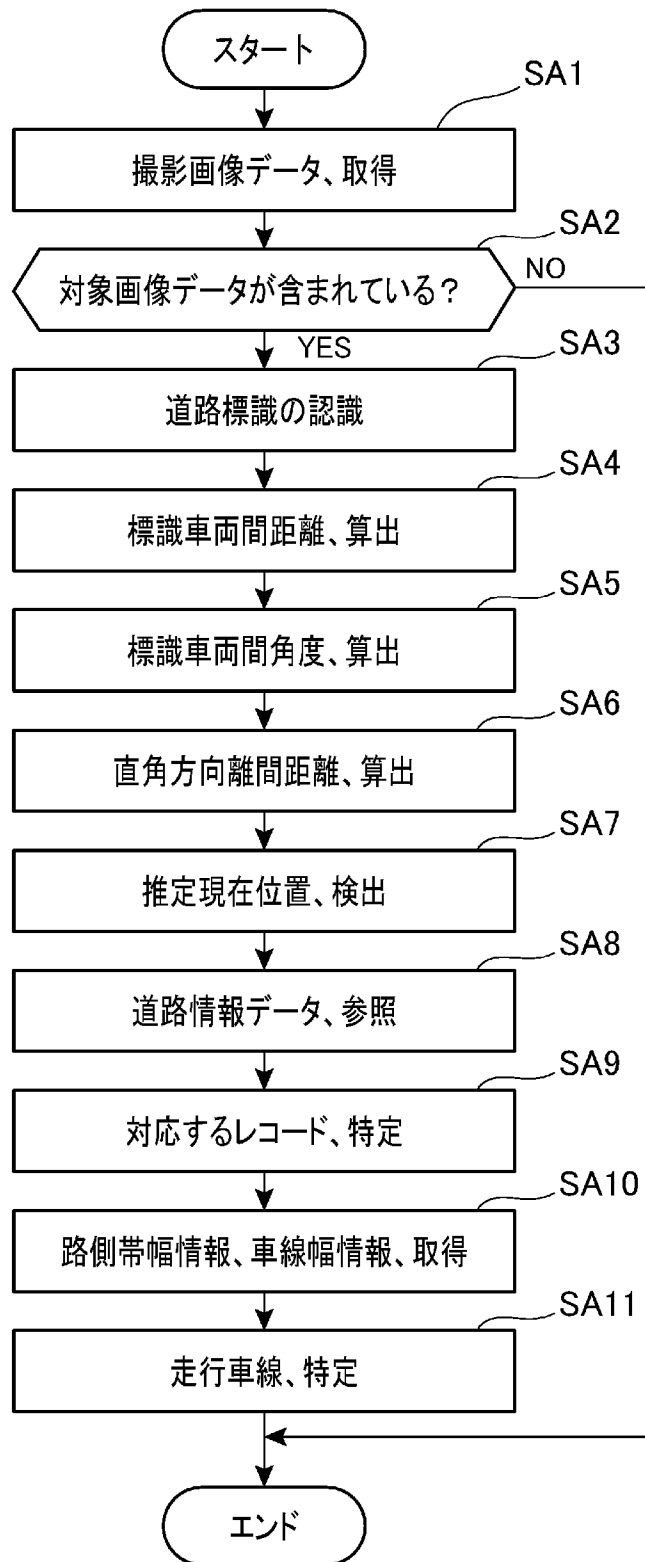 スタート
SA1
撮影画像データ、取得
SA2
対象画像データが含まれている?
NO
YES
SA3
道路標識の認識
SA4
標識車両間距離、算出
SA5
標識車両間角度、算出
SA6
直角方向離間距離、算出
SA7
推定現在位置、検出
SA8
道路情報データ、参照
SA9
対応するレコード、特定
SA10
路側帯幅情報、車線幅情報、取得
SA11
走行車線、特定
エンド